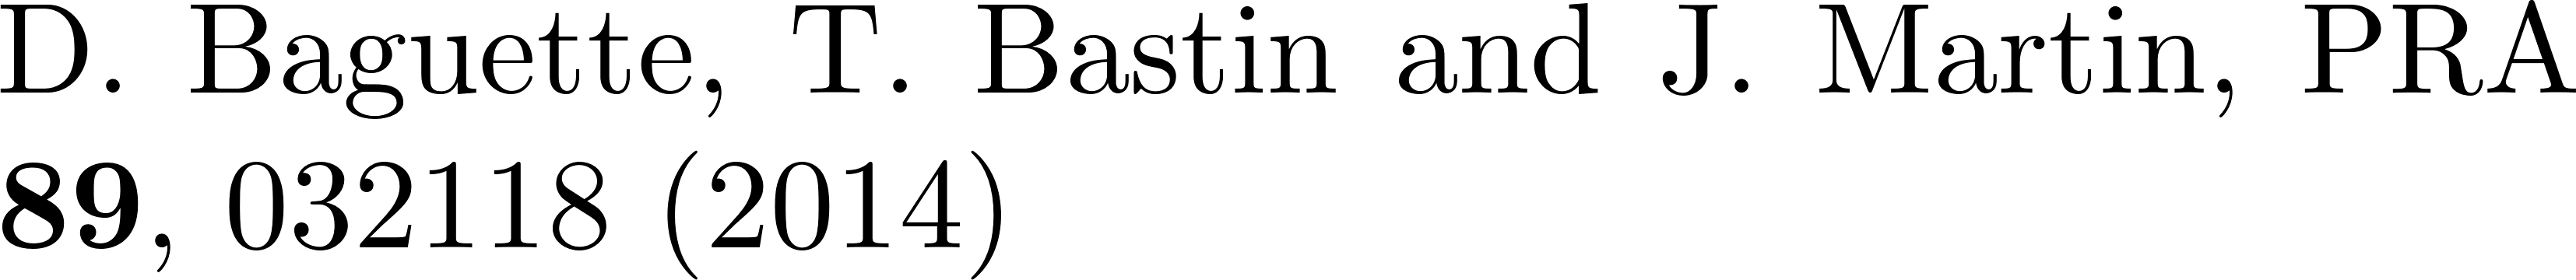 D. Baguette, T. Bastin and J. Martin, PRA
89, 032118 (2014)